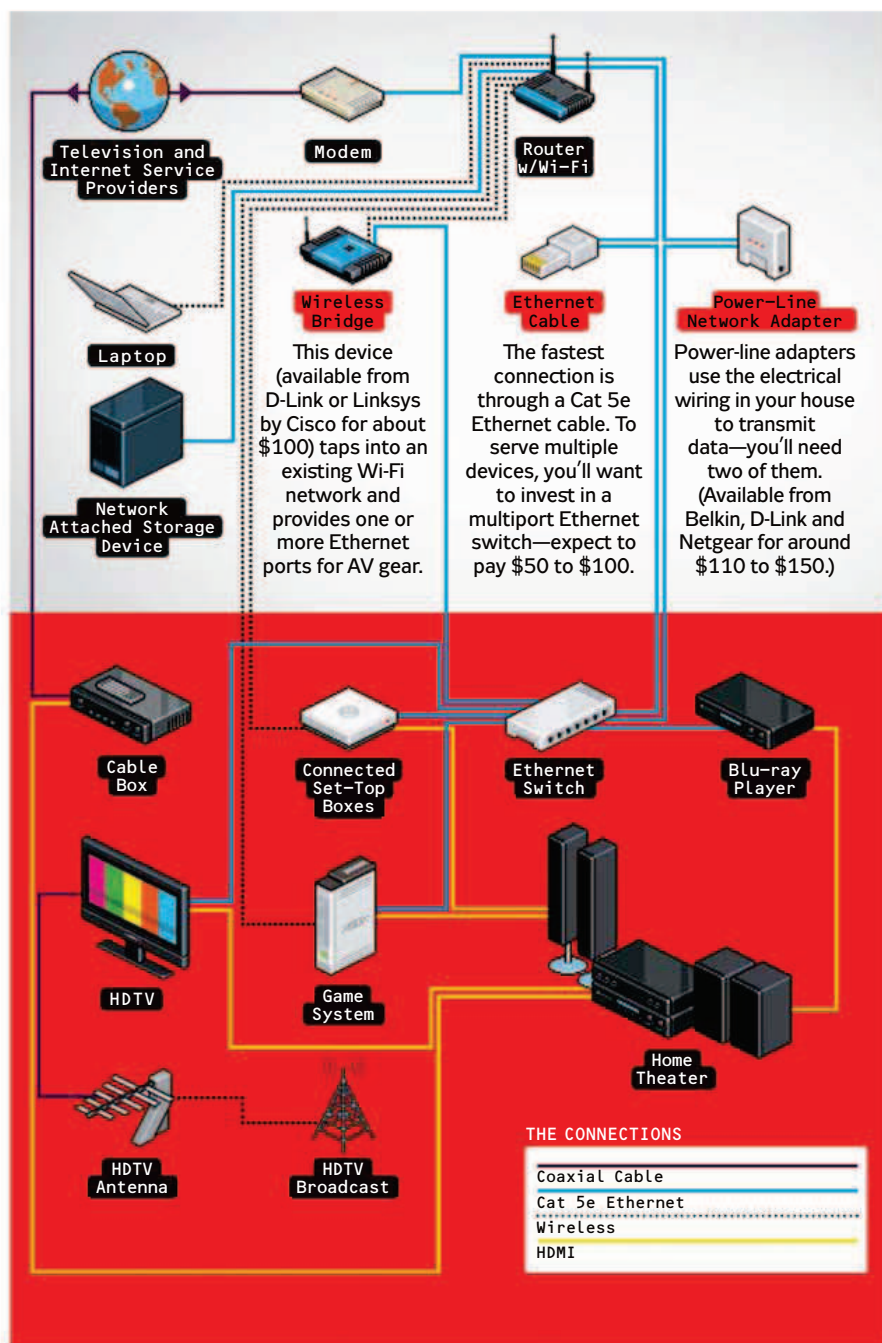 Television and
Internet Service
Providers
Modem
Router
w/Wi-Fi
Laptop
Network
Attached Storage
Device
Wireless
Bridge
This device
(available from
D-Link or Linksys
by Cisco for about
$100) taps into an
existing Wi-Fi
network and
provides one or
more Ethernet
ports for AV gear.
Ethernet
Cable
The fastest
connection is
through a Cat 5e
Ethernet cable. To
serve multiple
devices, you'll want
to invest in a
multiport Ethernet
switch—expect to
pay $50 to $100.
Power-Line
Network Adapter
Power-line adapters
use the electrical
wiring in your house
to transmit
data—you'll need
two of them.
(Available from
Belkin, D-Link and
Netgear for around
$110 to $150.)
Cable
Box
Connected
Set-Top
Boxes
Ethernet
Switch
Blu-ray
Player
HDTV
Game
System
Home
Theater
HDTV
Antenna
HDTV
Broadcast
THE CONNECTIONS
Coaxial Cable
Cat 5e Ethernet
Wireless
HDMI